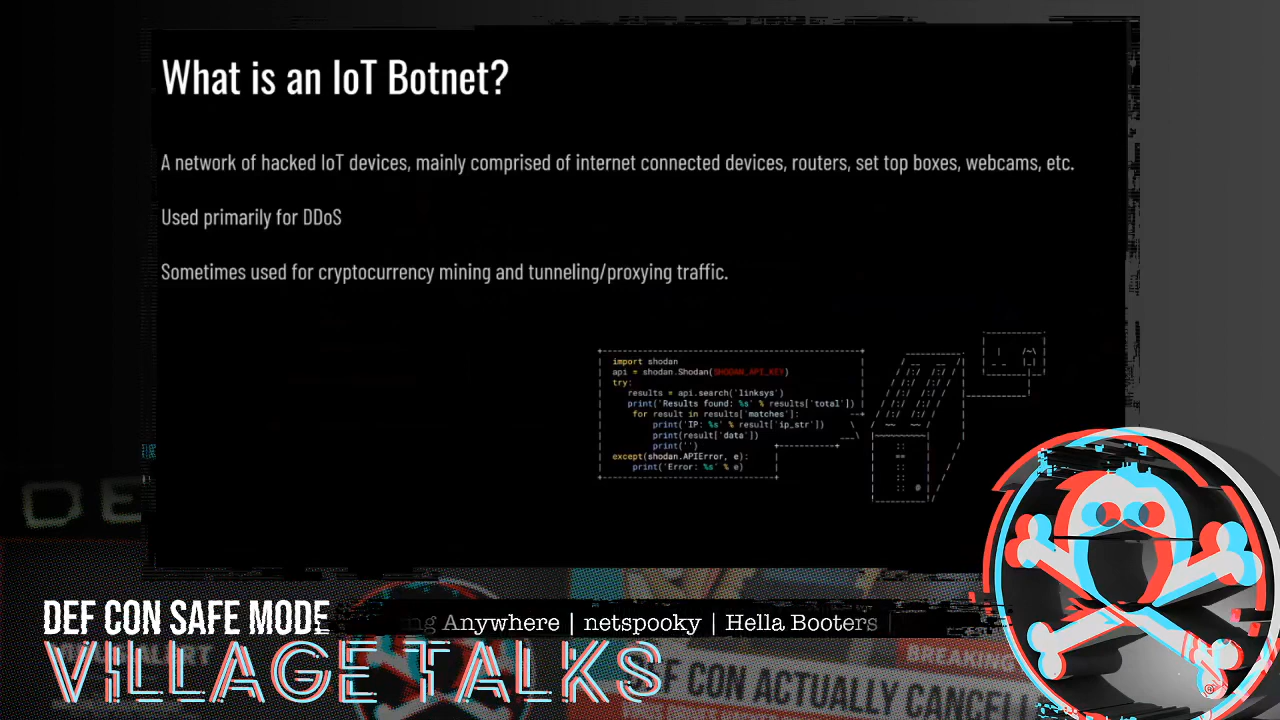 What is an IoT Botnet?
A network of hacked IoT devices, mainly comprised of internet connected devices, routers, set top boxes, webcams, etc.
Used primarily for DDoS
Sometimes used for cryptocurrency mining and tunneling/proxying traffic.
import shodan
api = shodan.Shodan(SHODAN_API_KEY)
try:
results = api.search('linksys')
print('Results found: %s' % results['total'])
for result in results['matches']:
print('IP: %s' % result['ip_str'])
print(result['data'])
print('')
except(shodan.APIError, e):
print('Error: %s' % e)
DEF CON SAFE MODE
Anywhere | netspooky | Hella Booters |
VILLAGE TALKS
BREAKING
DEF CON ACTUALLY CANCELL